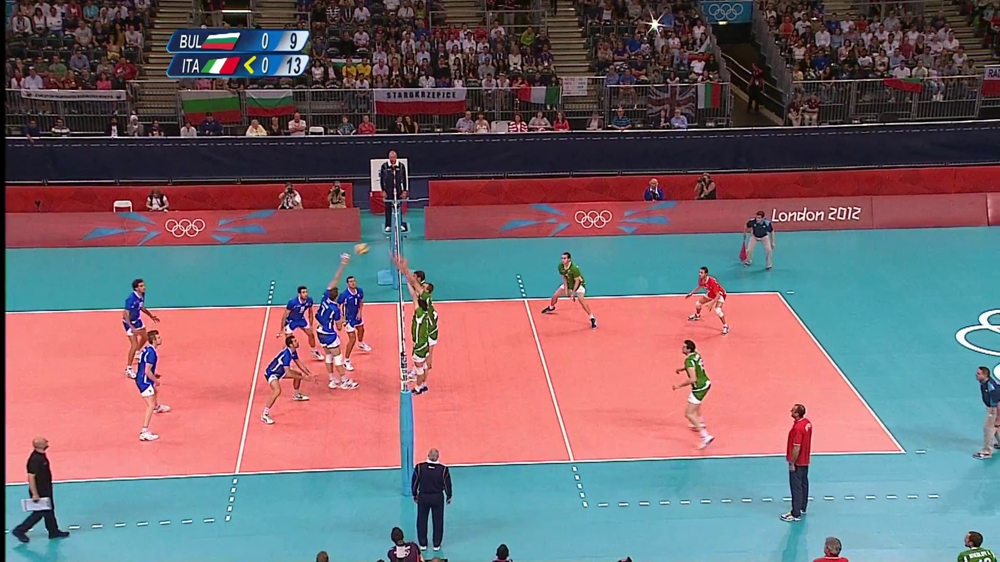 BUL 0 9
ITA < 0 13
STAROKRZEPICE
London 2012